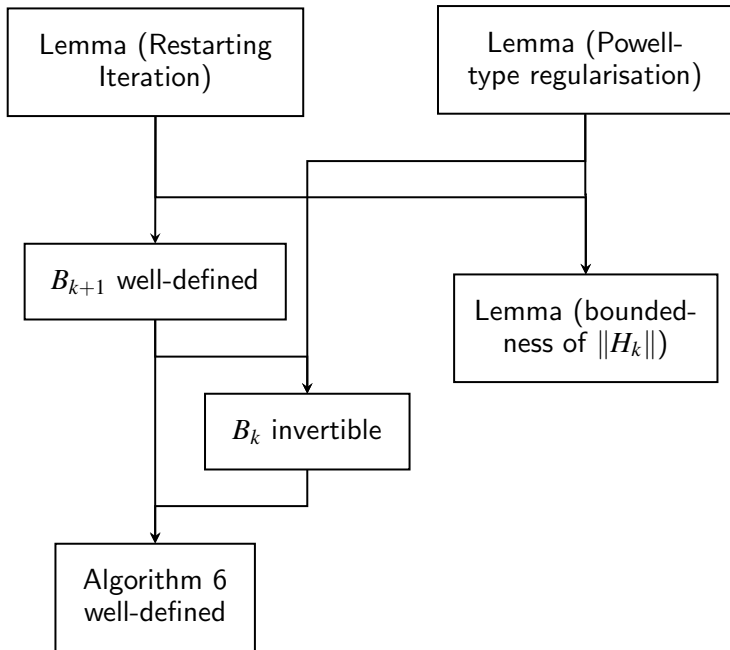 Lemma (Restarting
Iteration)
Lemma (Powell-
type regularisation)
$B_{k+1}$ well-defined
Lemma (bounded-
ness of $\|H_k\|$)
$B_k$ invertible
Algorithm 6
well-defined